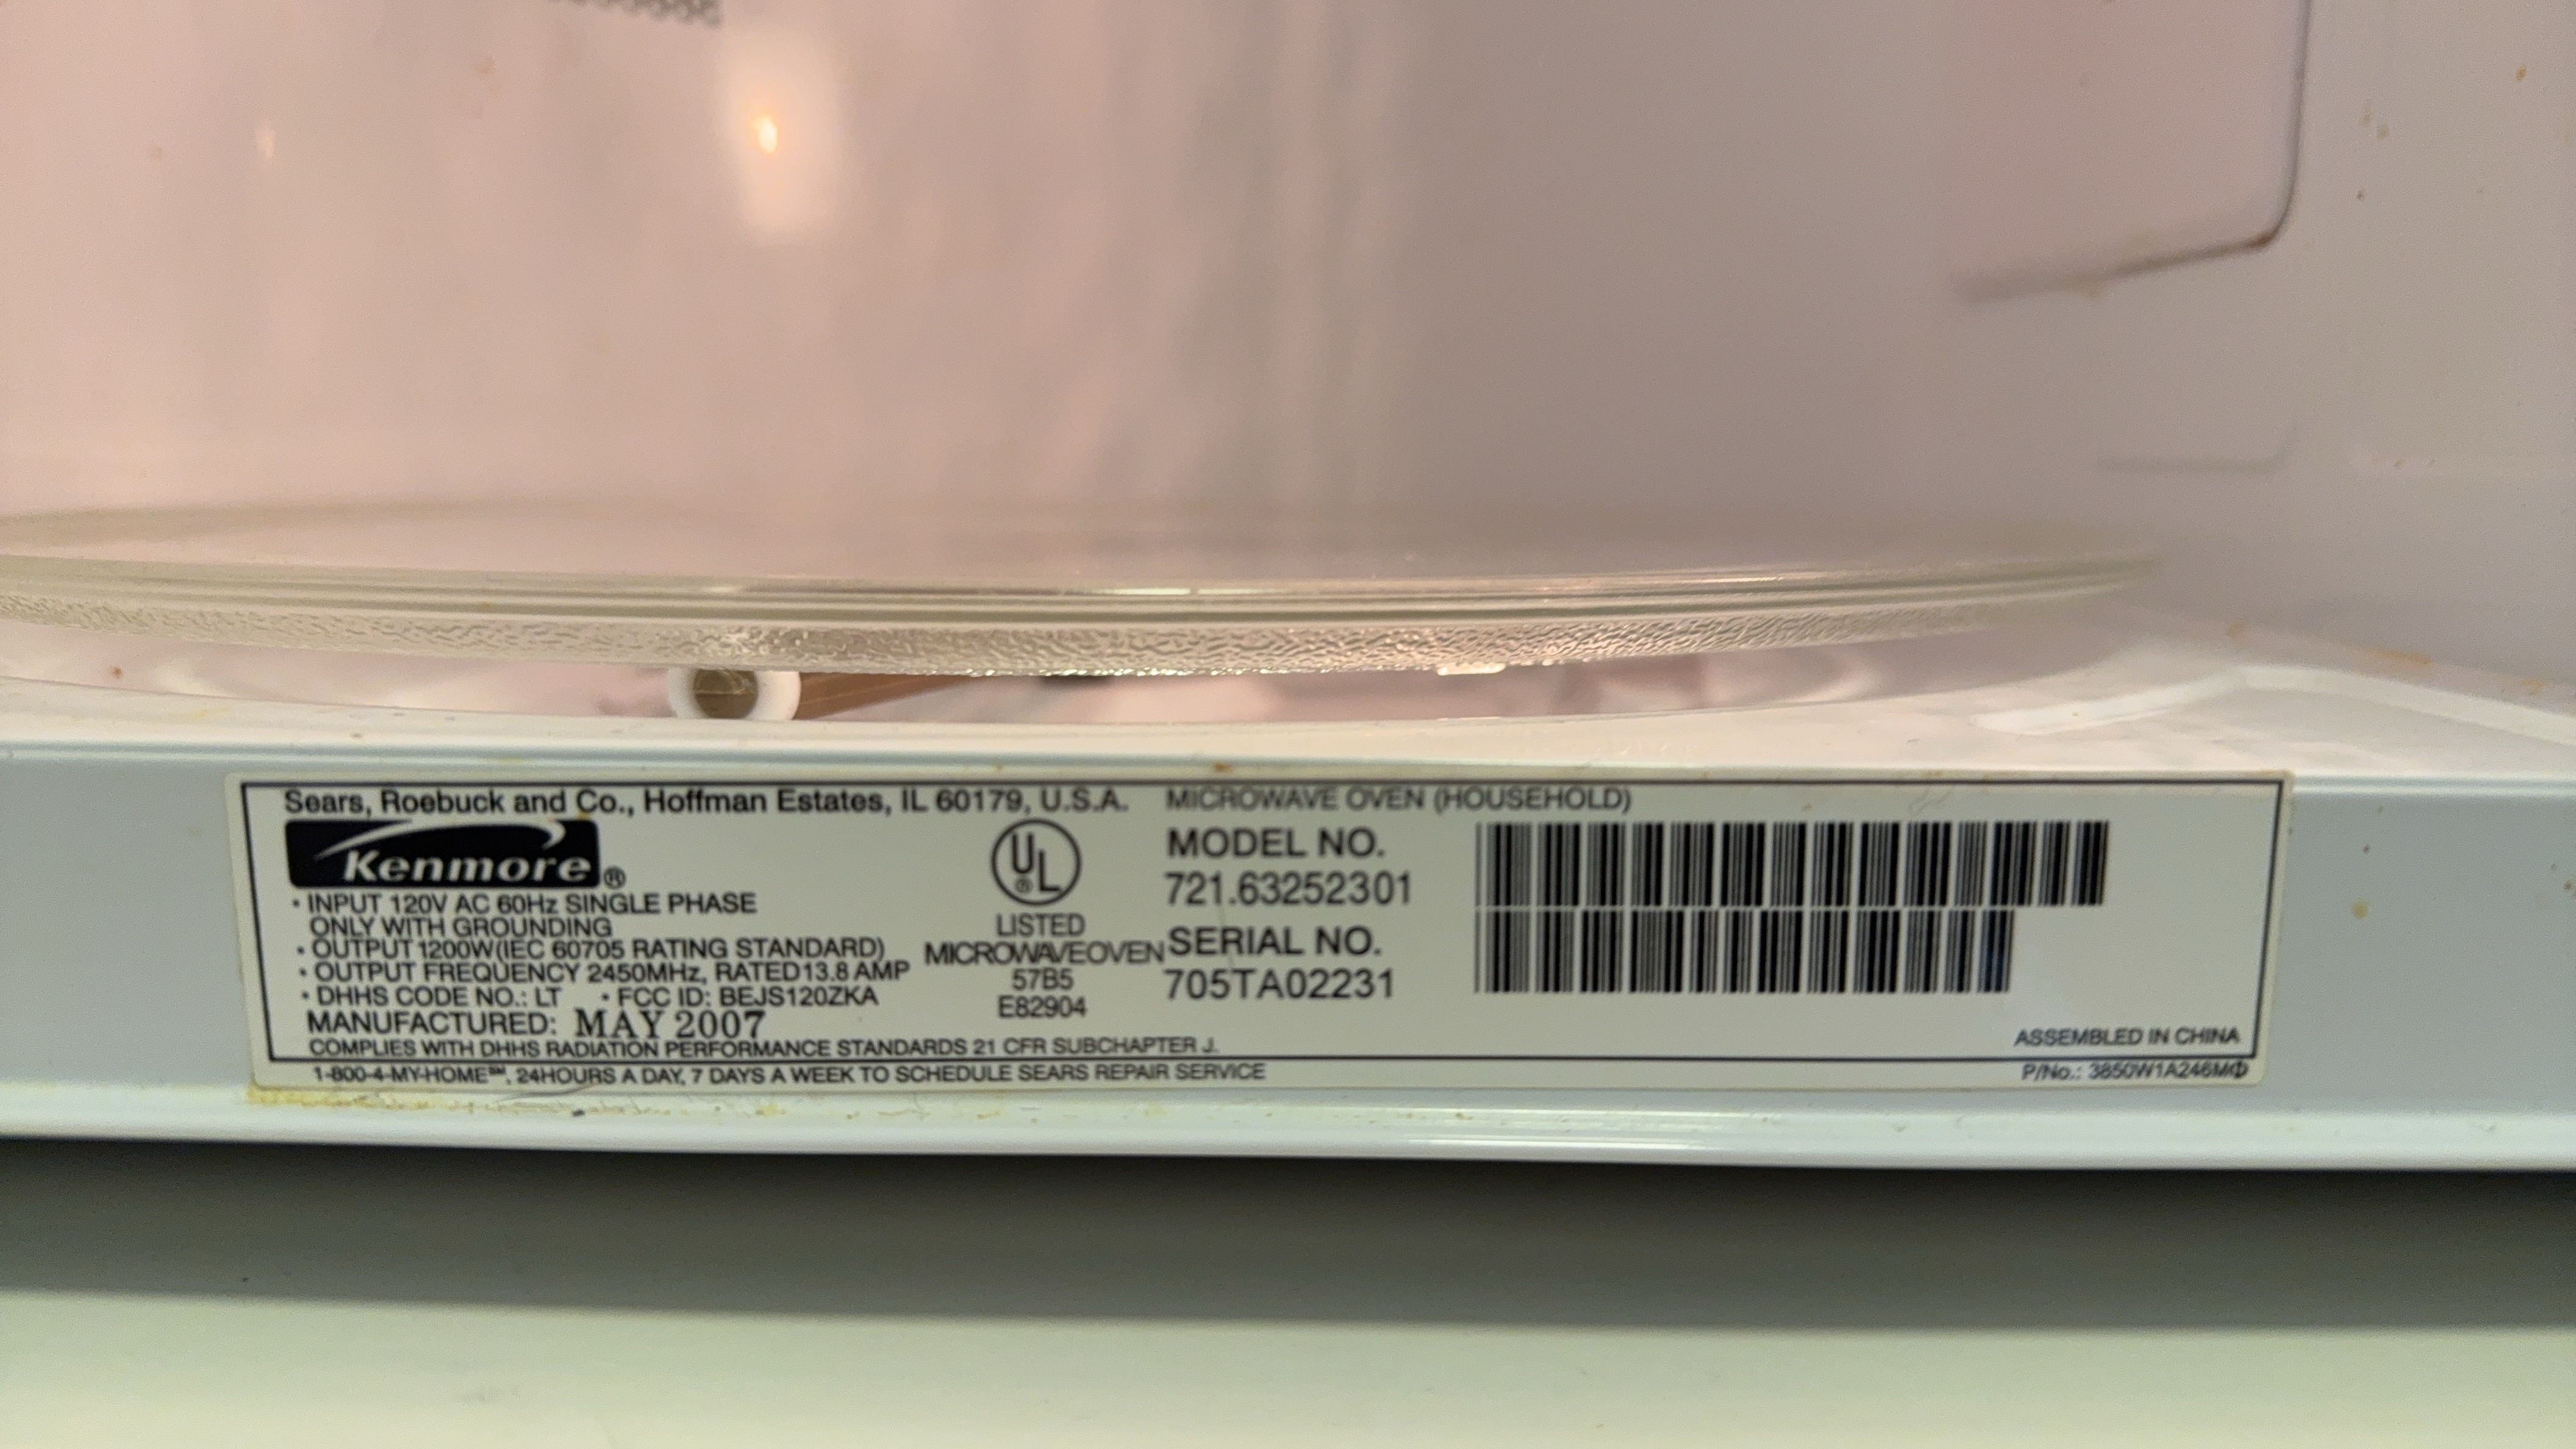 Sears, Roebuck and Co., Hoffman Estates, IL 60179, U.S.A.
Kenmore®
• INPUT 120V AC 60Hz SINGLE PHASE
ONLY WITH GROUNDING
• OUTPUT 1200W(IEC 60705 RATING STANDARD)
• OUTPUT FREQUENCY 2450MHz, RATED13.8 AMP
• DHHS CODE NO.: LT • FCC ID: BEJS120ZKA
MANUFACTURED: MAY 2007
COMPLIES WITH DHHS RADIATION PERFORMANCE STANDARDS 21 CFR SUBCHAPTER J.
1-800-4-MY-HOME℠, 24HOURS A DAY, 7 DAYS A WEEK TO SCHEDULE SEARS REPAIR SERVICE
UL®
LISTED
MICROWAVEOVEN
57B5
E82904
MICROWAVE OVEN (HOUSEHOLD)
MODEL NO.
721.63252301
SERIAL NO.
705TA02231
ASSEMBLED IN CHINA
P/No.: